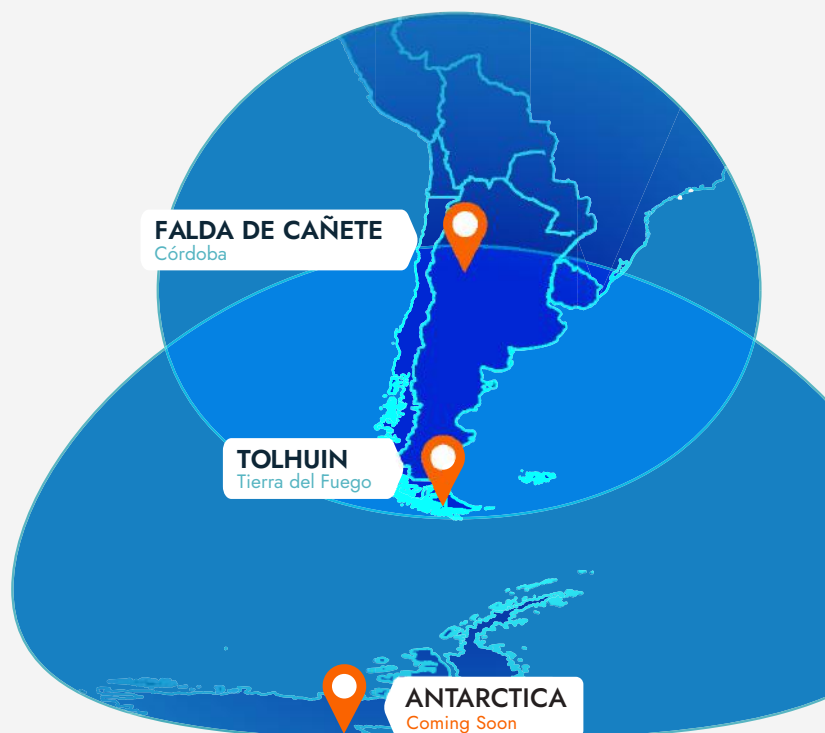 FALDA DE CAÑETE
Córdoba
TOLHUIN
Tierra del Fuego
ANTARCTICA
Coming Soon